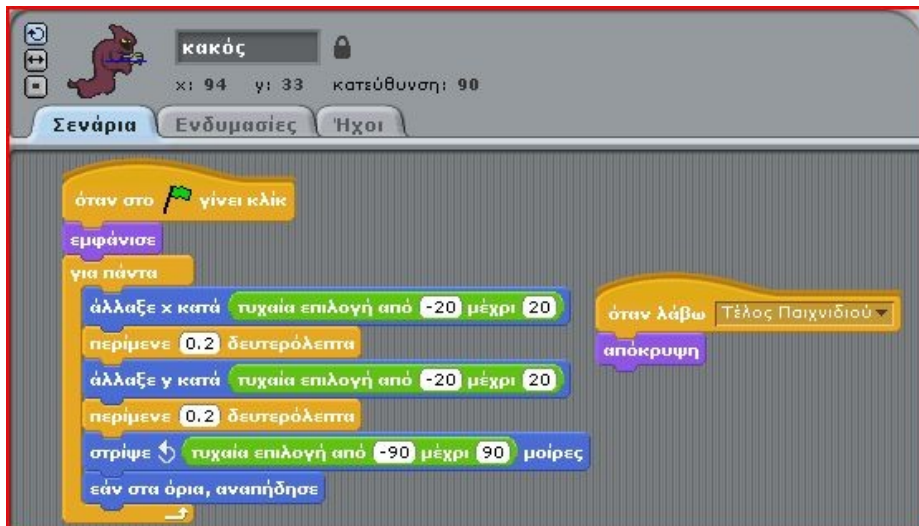 κακός
x: 94 y: 33 κατεύθυνση: 90
Σενάρια Ενδυμασίες Ήχοι
όταν στο γίνει κλίκ
εμφάνισε
για πάντα
άλλαξε x κατά τυχαία επιλογή από -20 μέχρι 20
περίμενε 0.2 δευτερόλεπτα
άλλαξε y κατά τυχαία επιλογή από -20 μέχρι 20
περίμενε 0.2 δευτερόλεπτα
στρίψε τυχαία επιλογή από -90 μέχρι 90 μοίρες
εάν στα όρια, αναπήδησε
όταν λάβω Τέλος Παιχνιδιού
απόκρυψη